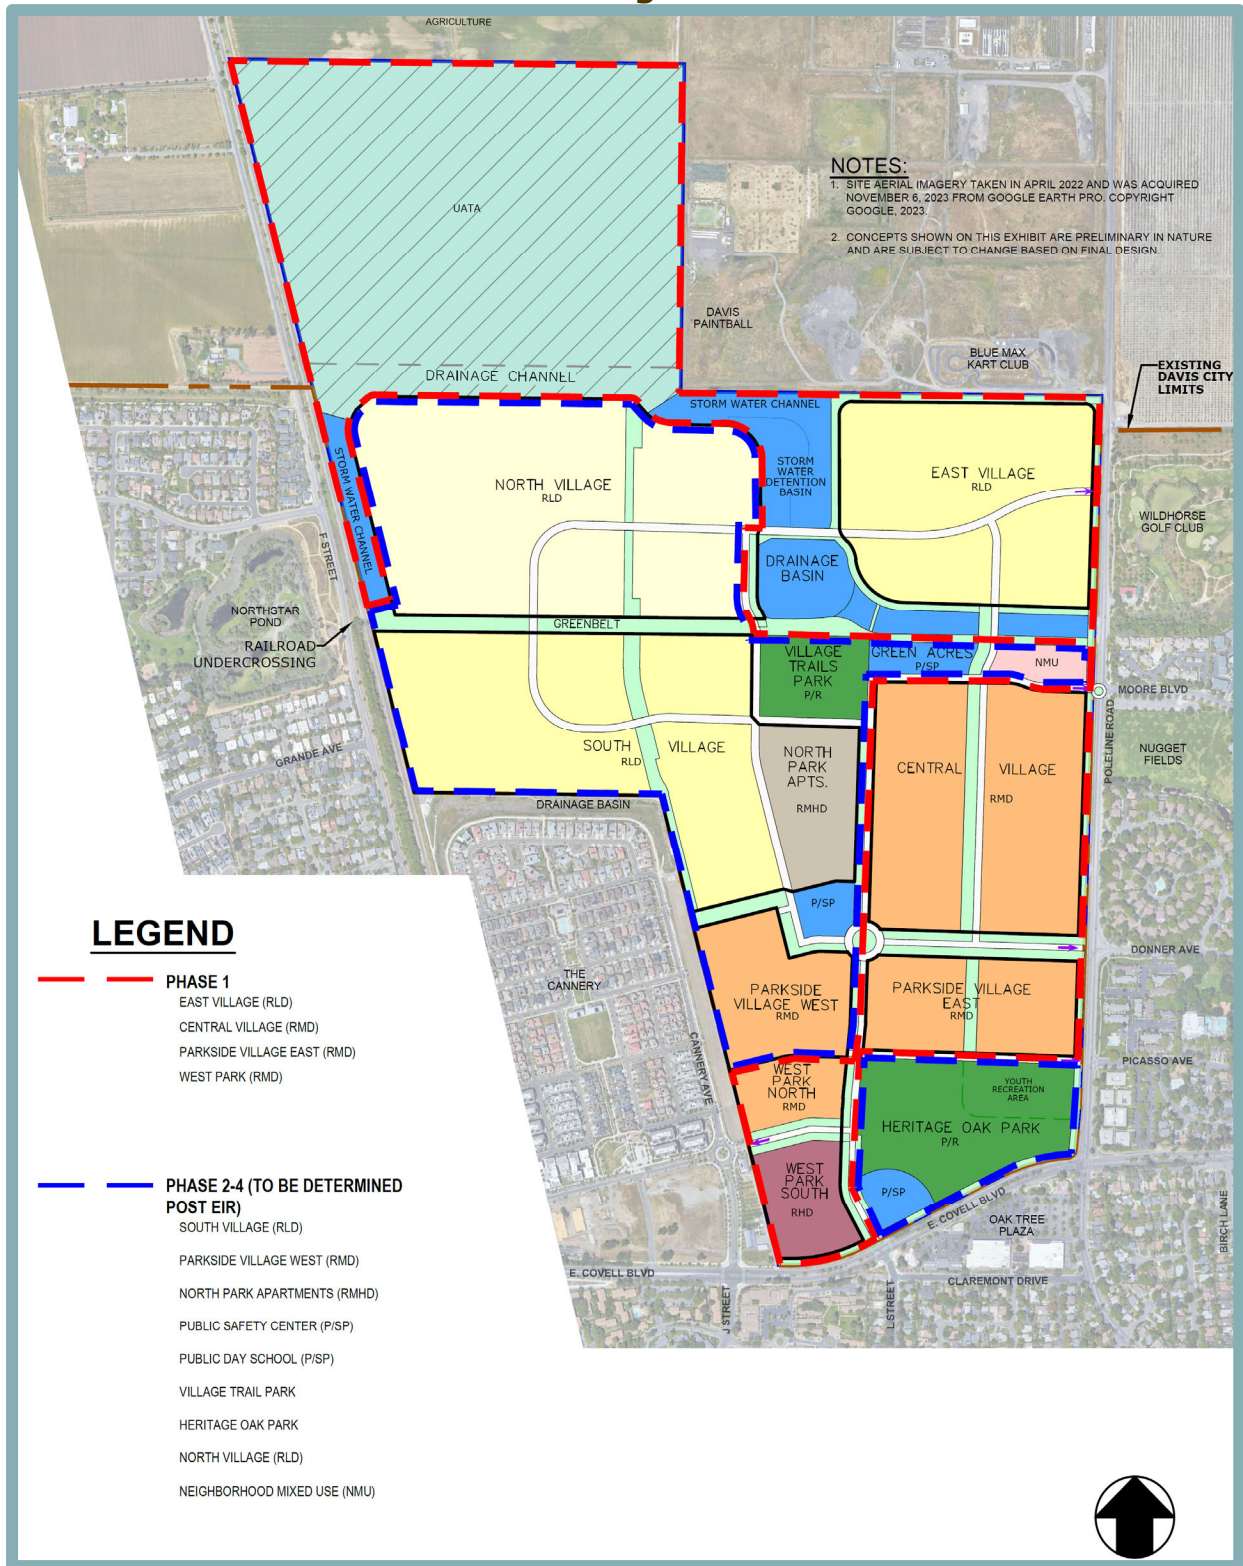 AGRICULTURE
NOTES:
1. SITE AERIAL IMAGERY TAKEN IN APRIL 2022 AND WAS ACQUIRED
NOVEMBER 6, 2023 FROM GOOGLE EARTH PRO. COPYRIGHT
GOOGLE, 2023.
2. CONCEPTS SHOWN ON THIS EXHIBIT ARE PRELIMINARY IN NATURE
AND ARE SUBJECT TO CHANGE BASED ON FINAL DESIGN.
UATA
DAVIS
PAINTBALL
BLUE MAX
KART CLUB
EXISTING
DAVIS CITY
LIMITS
DRAINAGE CHANNEL
STORM WATER CHANNEL
STORM WATER CHANNEL
NORTH VILLAGE
RLD
STORM
WATER
DETENTION
BASIN
EAST VILLAGE
RLD
WILDHORSE
GOLF CLUB
F STREET
DRAINAGE
BASIN
NORTHSTAR
POND
RAILROAD
UNDERCROSSING
GREENBELT
VILLAGE
TRAILS
PARK
P/R
GREEN ACRES
P/SP
NMU
MOORE BLVD
POLELINE ROAD
GRANDE AVE
SOUTH VILLAGE
RLD
NORTH
PARK
APTS.
RMHD
CENTRAL VILLAGE
RMD
NUGGET
FIELDS
DRAINAGE BASIN
P/SP
DONNER AVE
THE
CANNERY
PARKSIDE
VILLAGE WEST
RMD
PARKSIDE VILLAGE
EAST
RMD
CANNERY AVE
PICASSO AVE
WEST
PARK
NORTH
RMD
YOUTH
RECREATION
AREA
HERITAGE OAK PARK
P/R
WEST
PARK
SOUTH
RHD
P/SP
E. COVELL BLVD
OAK TREE
PLAZA
BIRCH LANE
E. COVELL BLVD
CLAREMONT DRIVE
J STREET
L STREET
LEGEND
PHASE 1
EAST VILLAGE (RLD)
CENTRAL VILLAGE (RMD)
PARKSIDE VILLAGE EAST (RMD)
WEST PARK (RMD)
PHASE 2-4 (TO BE DETERMINED
POST EIR)
SOUTH VILLAGE (RLD)
PARKSIDE VILLAGE WEST (RMD)
NORTH PARK APARTMENTS (RMHD)
PUBLIC SAFETY CENTER (P/SP)
PUBLIC DAY SCHOOL (P/SP)
VILLAGE TRAIL PARK
HERITAGE OAK PARK
NORTH VILLAGE (RLD)
NEIGHBORHOOD MIXED USE (NMU)